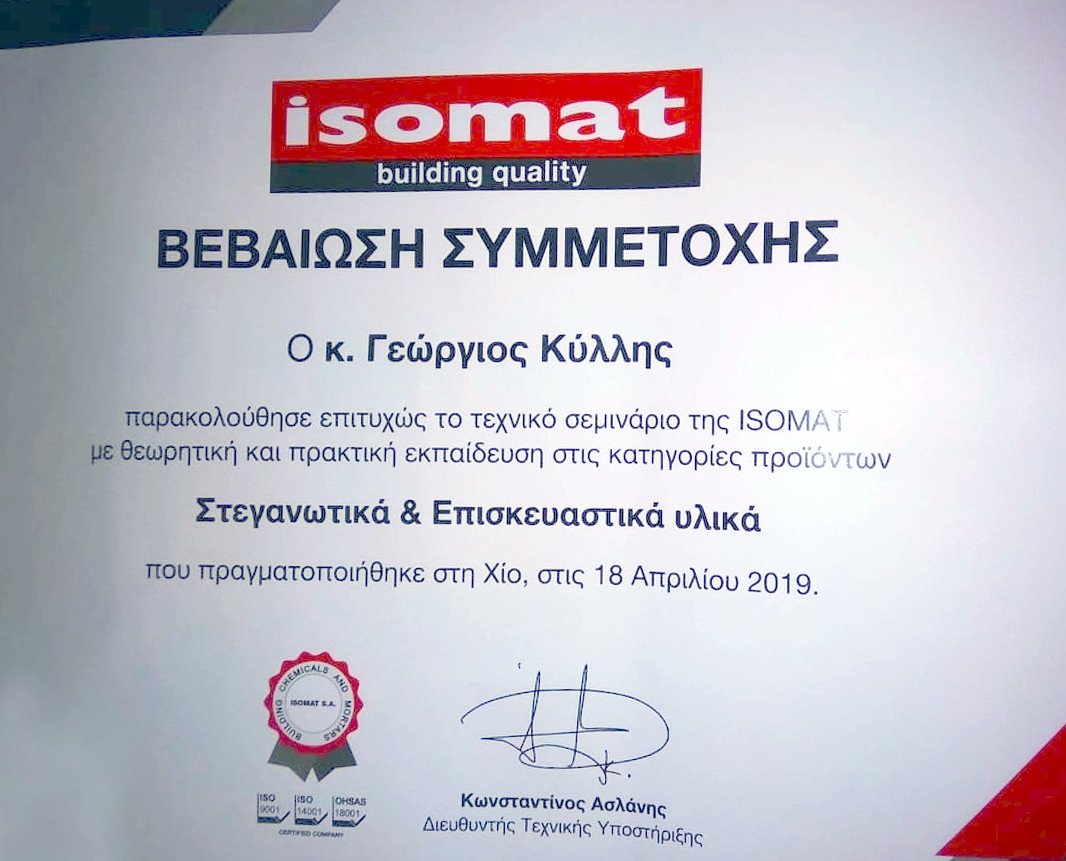 isomat
building quality
ΒΕΒΑΙΩΣΗ ΣΥΜΜΕΤΟΧΗΣ
Ο κ. Γεώργιος Κύλλης
παρακολούθησε επιτυχώς το τεχνικό σεμινάριο της ISOMAT
με θεωρητική και πρακτική εκπαίδευση στις κατηγορίες προϊόντων
Στεγανωτικά & Επισκευαστικά υλικά
που πραγματοποιήθηκε στη Χίο, στις 18 Απριλίου 2019.
BUILDING CHEMICALS AND MORTARS
ISOMAT S.A.
ISO 9001 ISO 14001 OHSAS 18001
CERTIFIED COMPANY
Κωνσταντίνος Ασλάνης
Διευθυντής Τεχνικής Υποστήριξης